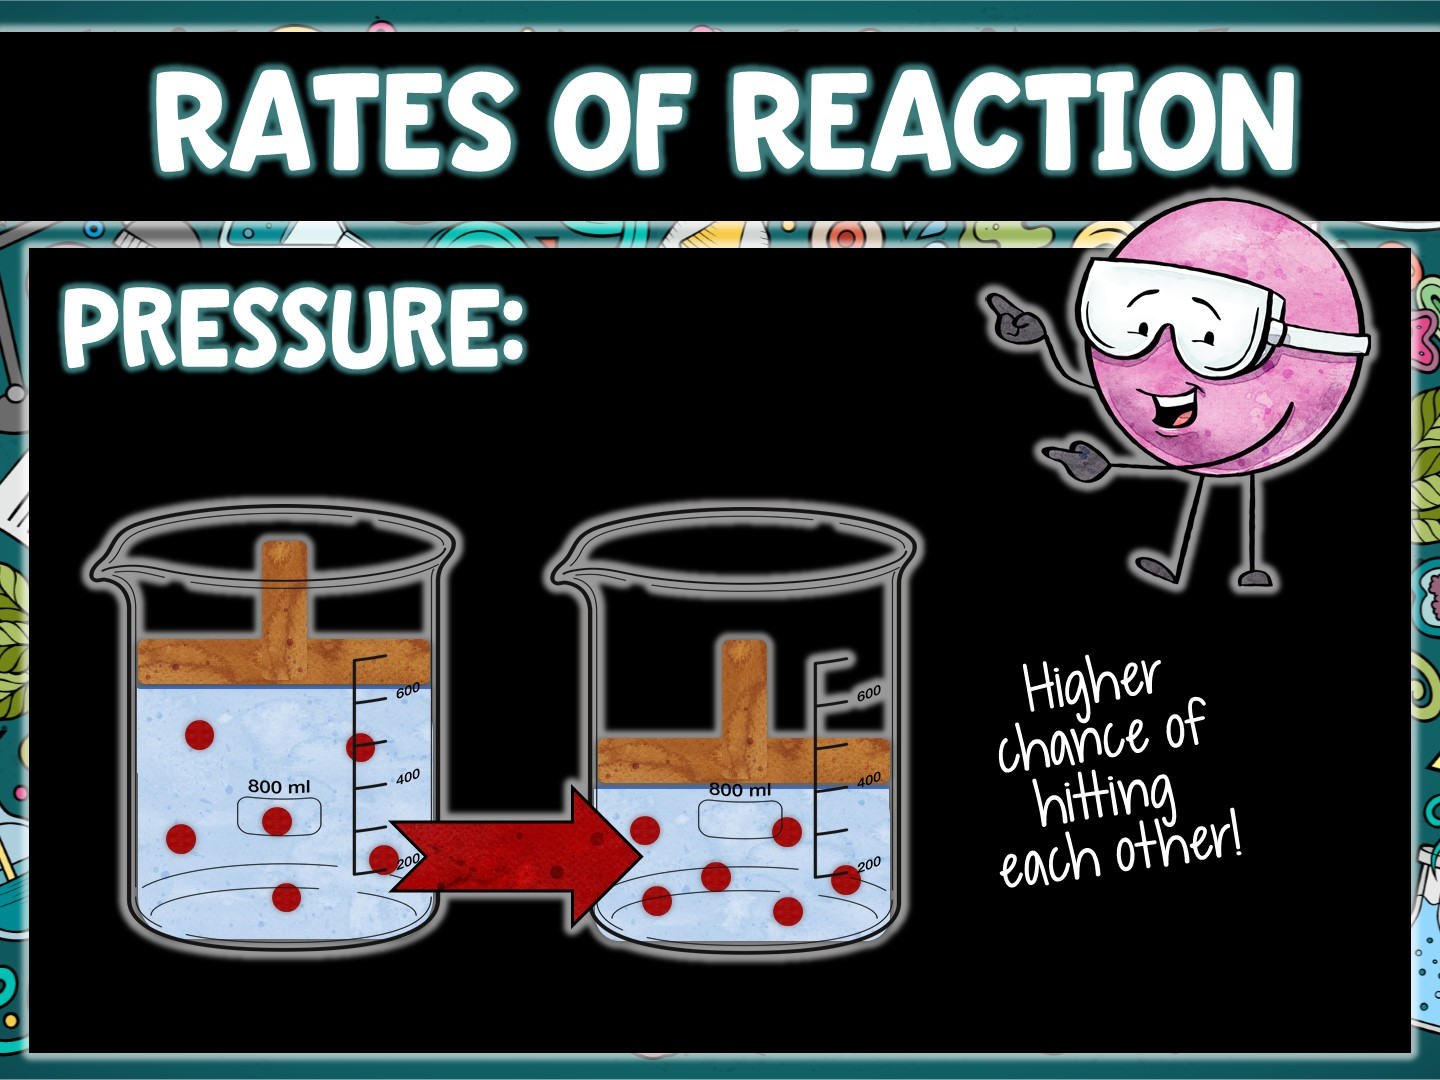 RATES OF REACTION
PRESSURE:
600
400
200
800 ml
600
400
200
800 ml
Higher
chance of
hitting
each other!